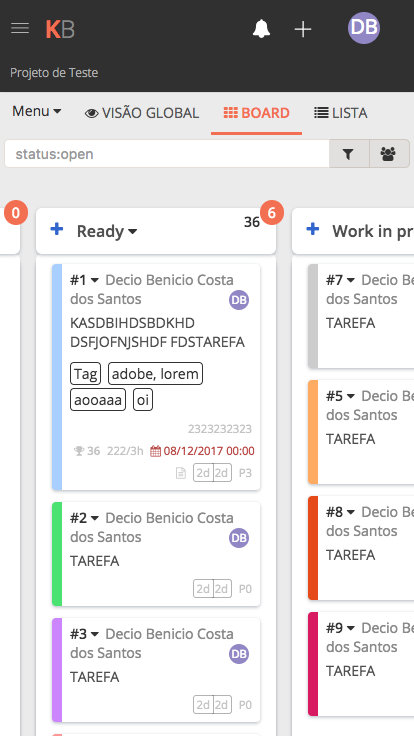 KB
DB
Projeto de Teste
Menu
VISÃO GLOBAL
BOARD
LISTA
status:open
0
Ready
36
6
#1 Decio Benicio Costa
dos Santos
DB
KASDBIHDSBDKHD
DSFJOFNJSHDF FDSTAREFA
Tag
adobe, lorem
aooaaa
oi
2323232323
36 222/3h 08/12/2017 00:00
2d 2d P3
#2 Decio Benicio Costa
dos Santos
DB
TAREFA
2d 2d P0
#3 Decio Benicio Costa
dos Santos
DB
TAREFA
2d 2d P0
Work in pr
#7 Decio Be
dos Santos
TAREFA
#5 Decio Be
dos Santos
TAREFA
#8 Decio Be
dos Santos
TAREFA
#9 Decio Be
dos Santos
TAREFA